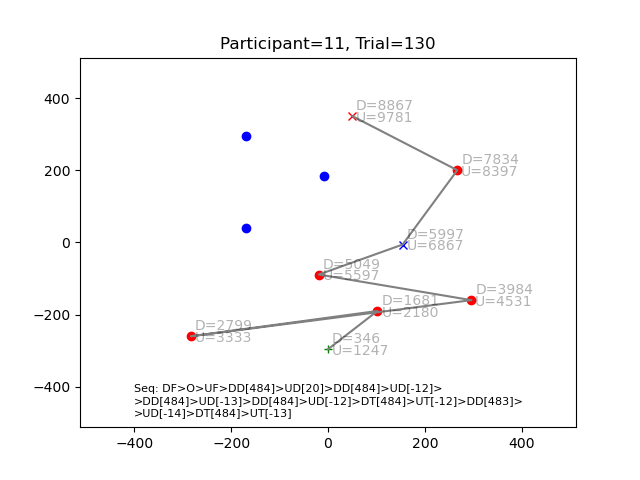 Participant=11, Trial=130
400
200
0
−200
−400
−400
−200
0
200
400
D=8867
U=9781
D=7834
U=8397
D=5997
U=6867
D=5049
U=5597
D=3984
U=4531
D=1681
U=2180
D=2799
U=3333
D=346
U=1247
Seq: DF>O>UF>DD[484]>UD[20]>DD[484]>UD[-12]>
>DD[484]>UD[-13]>DD[484]>UD[-12]>DT[484]>UT[-12]>DD[483]>
>UD[-14]>DT[484]>UT[-13]